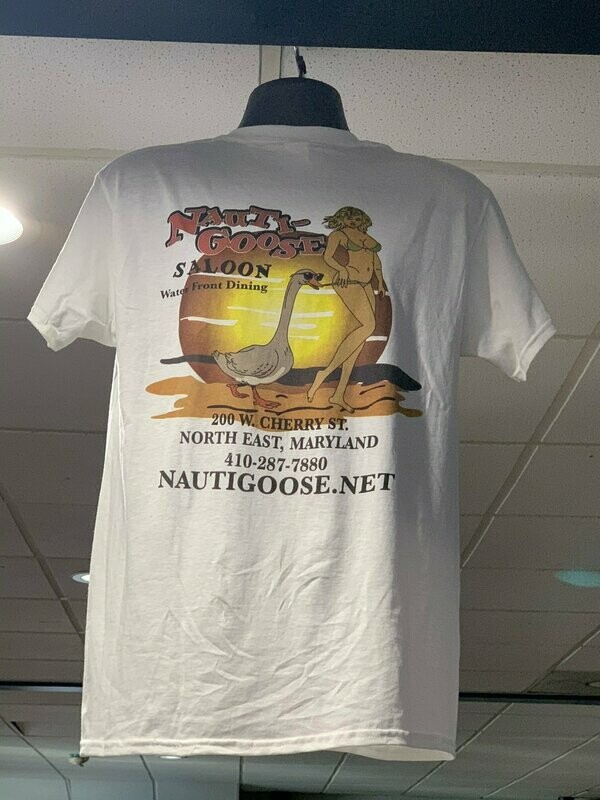 NAUTI-
GOOSE
SALOON
Water Front Dining
200 W. CHERRY ST.
NORTH EAST, MARYLAND
410-287-7880
NAUTIGOOSE.NET